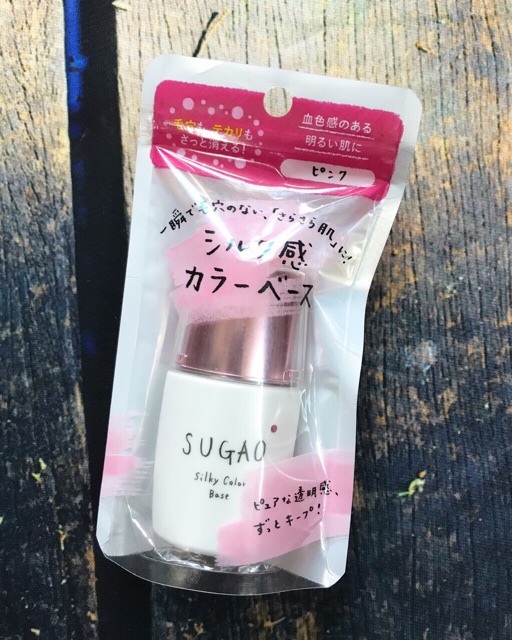 毛穴も、テカリも
さっと消える!
血色感のある
明るい肌に
ピンク
一瞬で毛穴のない、「さらさら肌」に!
シルク感
カラーベース
SUGAO
Silky Color
Base
ピュアな透明感、
ずっとキープ!